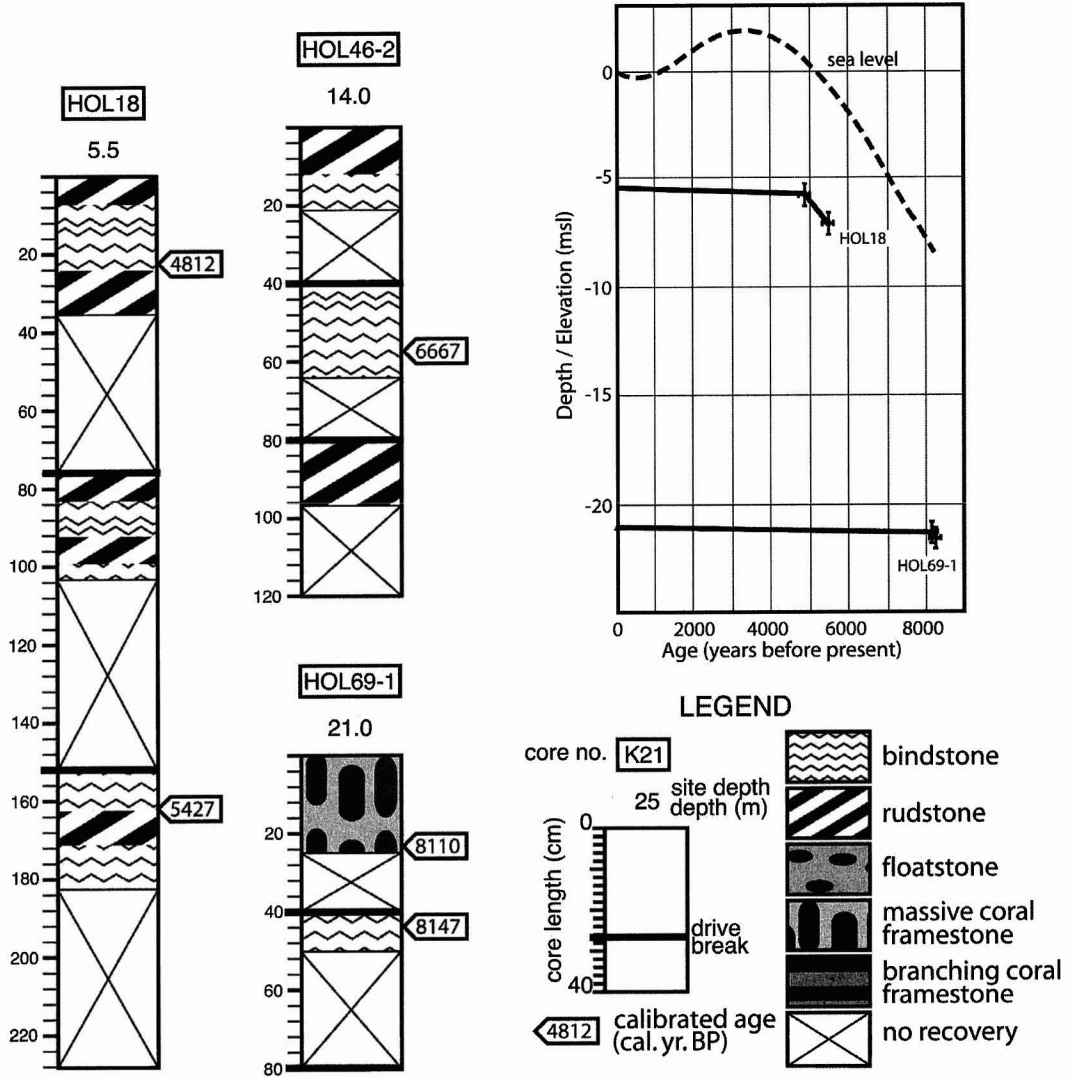 HOL18
5.5
20
40
60
80
100
120
140
160
180
200
220
4812
5427
HOL46-2
14.0
20
40
60
80
100
120
6667
HOL69-1
21.0
20
40
60
80
8110
8147
0
-5
-10
-15
-20
Depth / Elevation (msl)
sea level
HOL18
HOL69-1
0 2000 4000 6000 8000
Age (years before present)
LEGEND
core no. K21
25 site depth
depth (m)
0
40
core length (cm)
drive
break
4812 calibrated age
(cal. yr. BP)
bindstone
rudstone
floatstone
massive coral
framestone
branching coral
framestone
no recovery